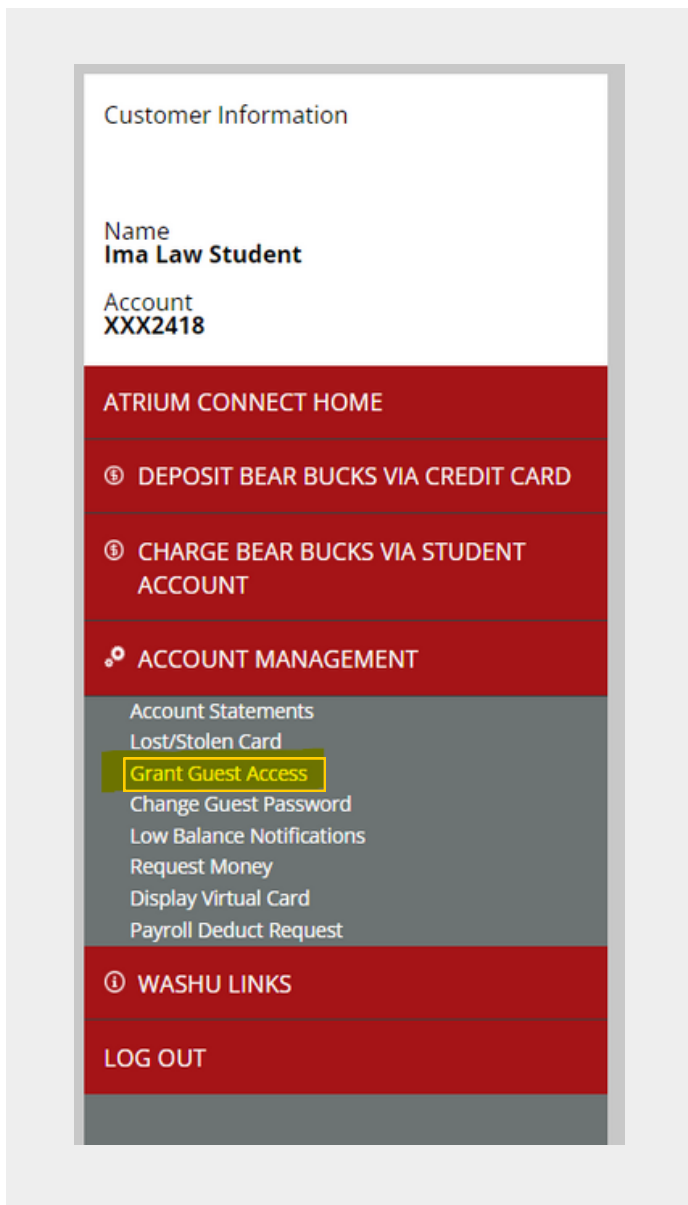 Customer Information
Name
Ima Law Student
Account
XXX2418
ATRIUM CONNECT HOME
DEPOSIT BEAR BUCKS VIA CREDIT CARD
CHARGE BEAR BUCKS VIA STUDENT
ACCOUNT
ACCOUNT MANAGEMENT
Account Statements
Lost/Stolen Card
Grant Guest Access
Change Guest Password
Low Balance Notifications
Request Money
Display Virtual Card
Payroll Deduct Request
WASHU LINKS
LOG OUT